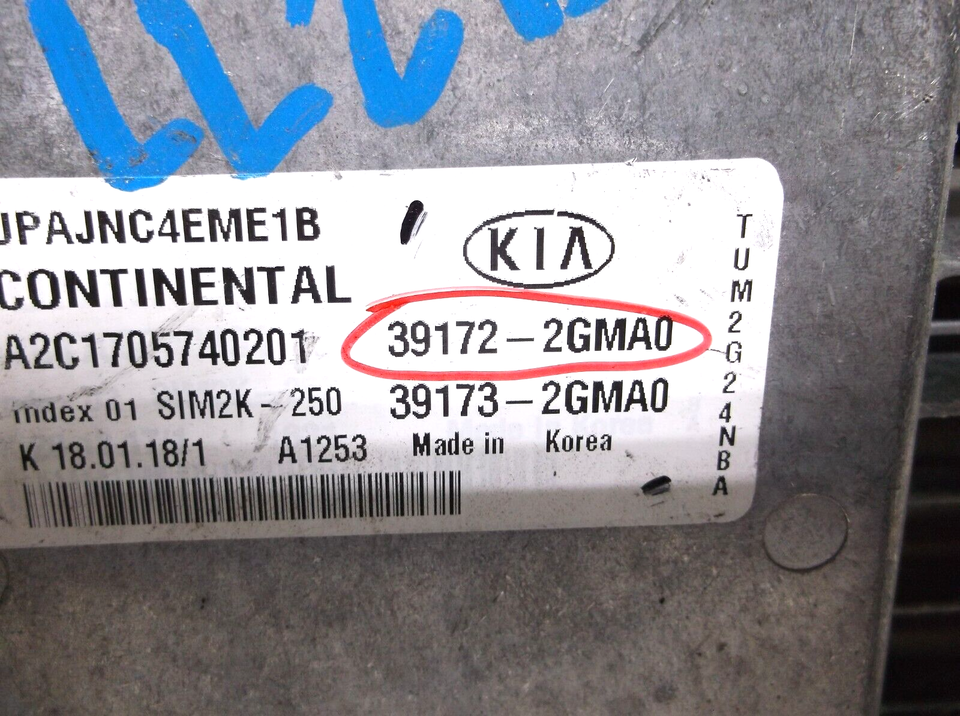 JPAJNC4EME1B
KIA
CONTINENTAL
A2C1705740201
39172-2GMA0
Index 01 SIM2K-250
39173-2GMA0
K 18.01.18/1 A1253 Made in Korea
TUM2G24NBA